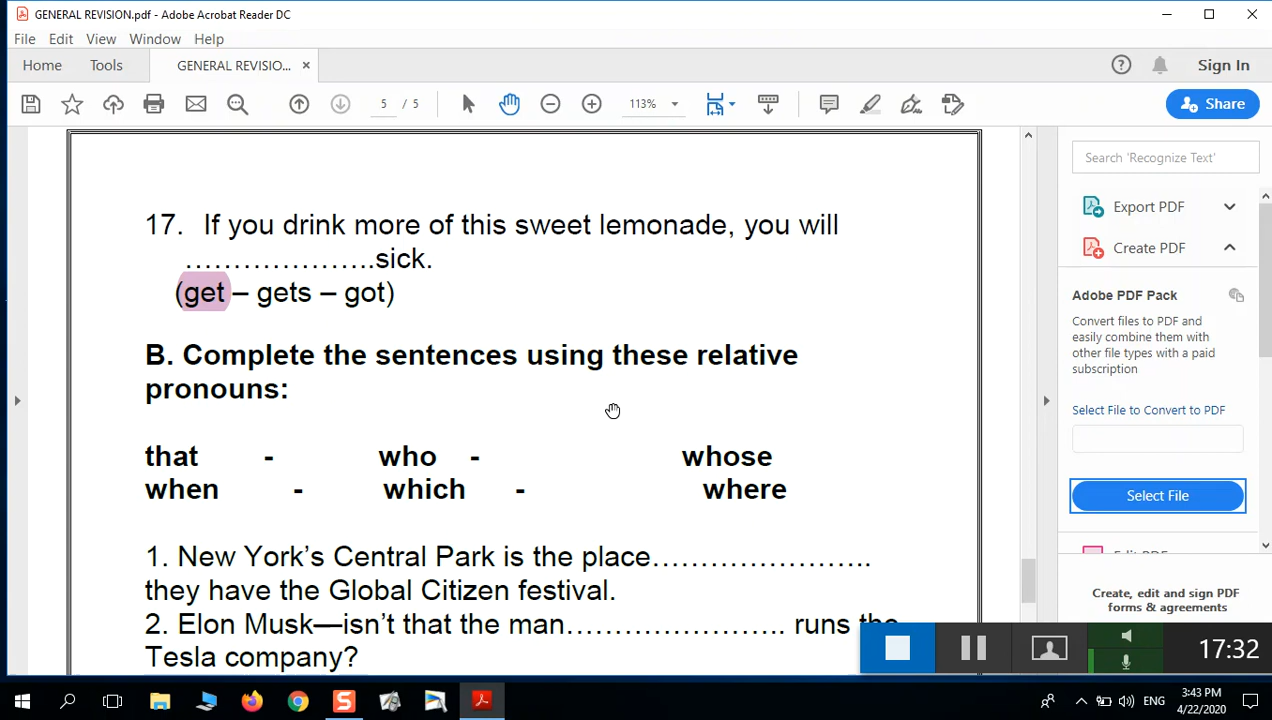 GENERAL REVISION.pdf - Adobe Acrobat Reader DC
File Edit View Window Help
Home Tools GENERAL REVISIO... ×
Sign In
5 / 5
113%
Share
17. If you drink more of this sweet lemonade, you will
………………….sick.
(get – gets – got)
B. Complete the sentences using these relative
pronouns:
that - who - whose
when - which - where
1. New York’s Central Park is the place……………………..
they have the Global Citizen festival.
2. Elon Musk—isn’t that the man…………………….. runs the
Tesla company?
Search 'Recognize Text'
Export PDF
Create PDF
Adobe PDF Pack
Convert files to PDF and
easily combine them with
other file types with a paid
subscription
Select File to Convert to PDF
Select File
Edit PDF
Create, edit and sign PDF
forms & agreements
17:32
ENG
3:43 PM
4/22/2020